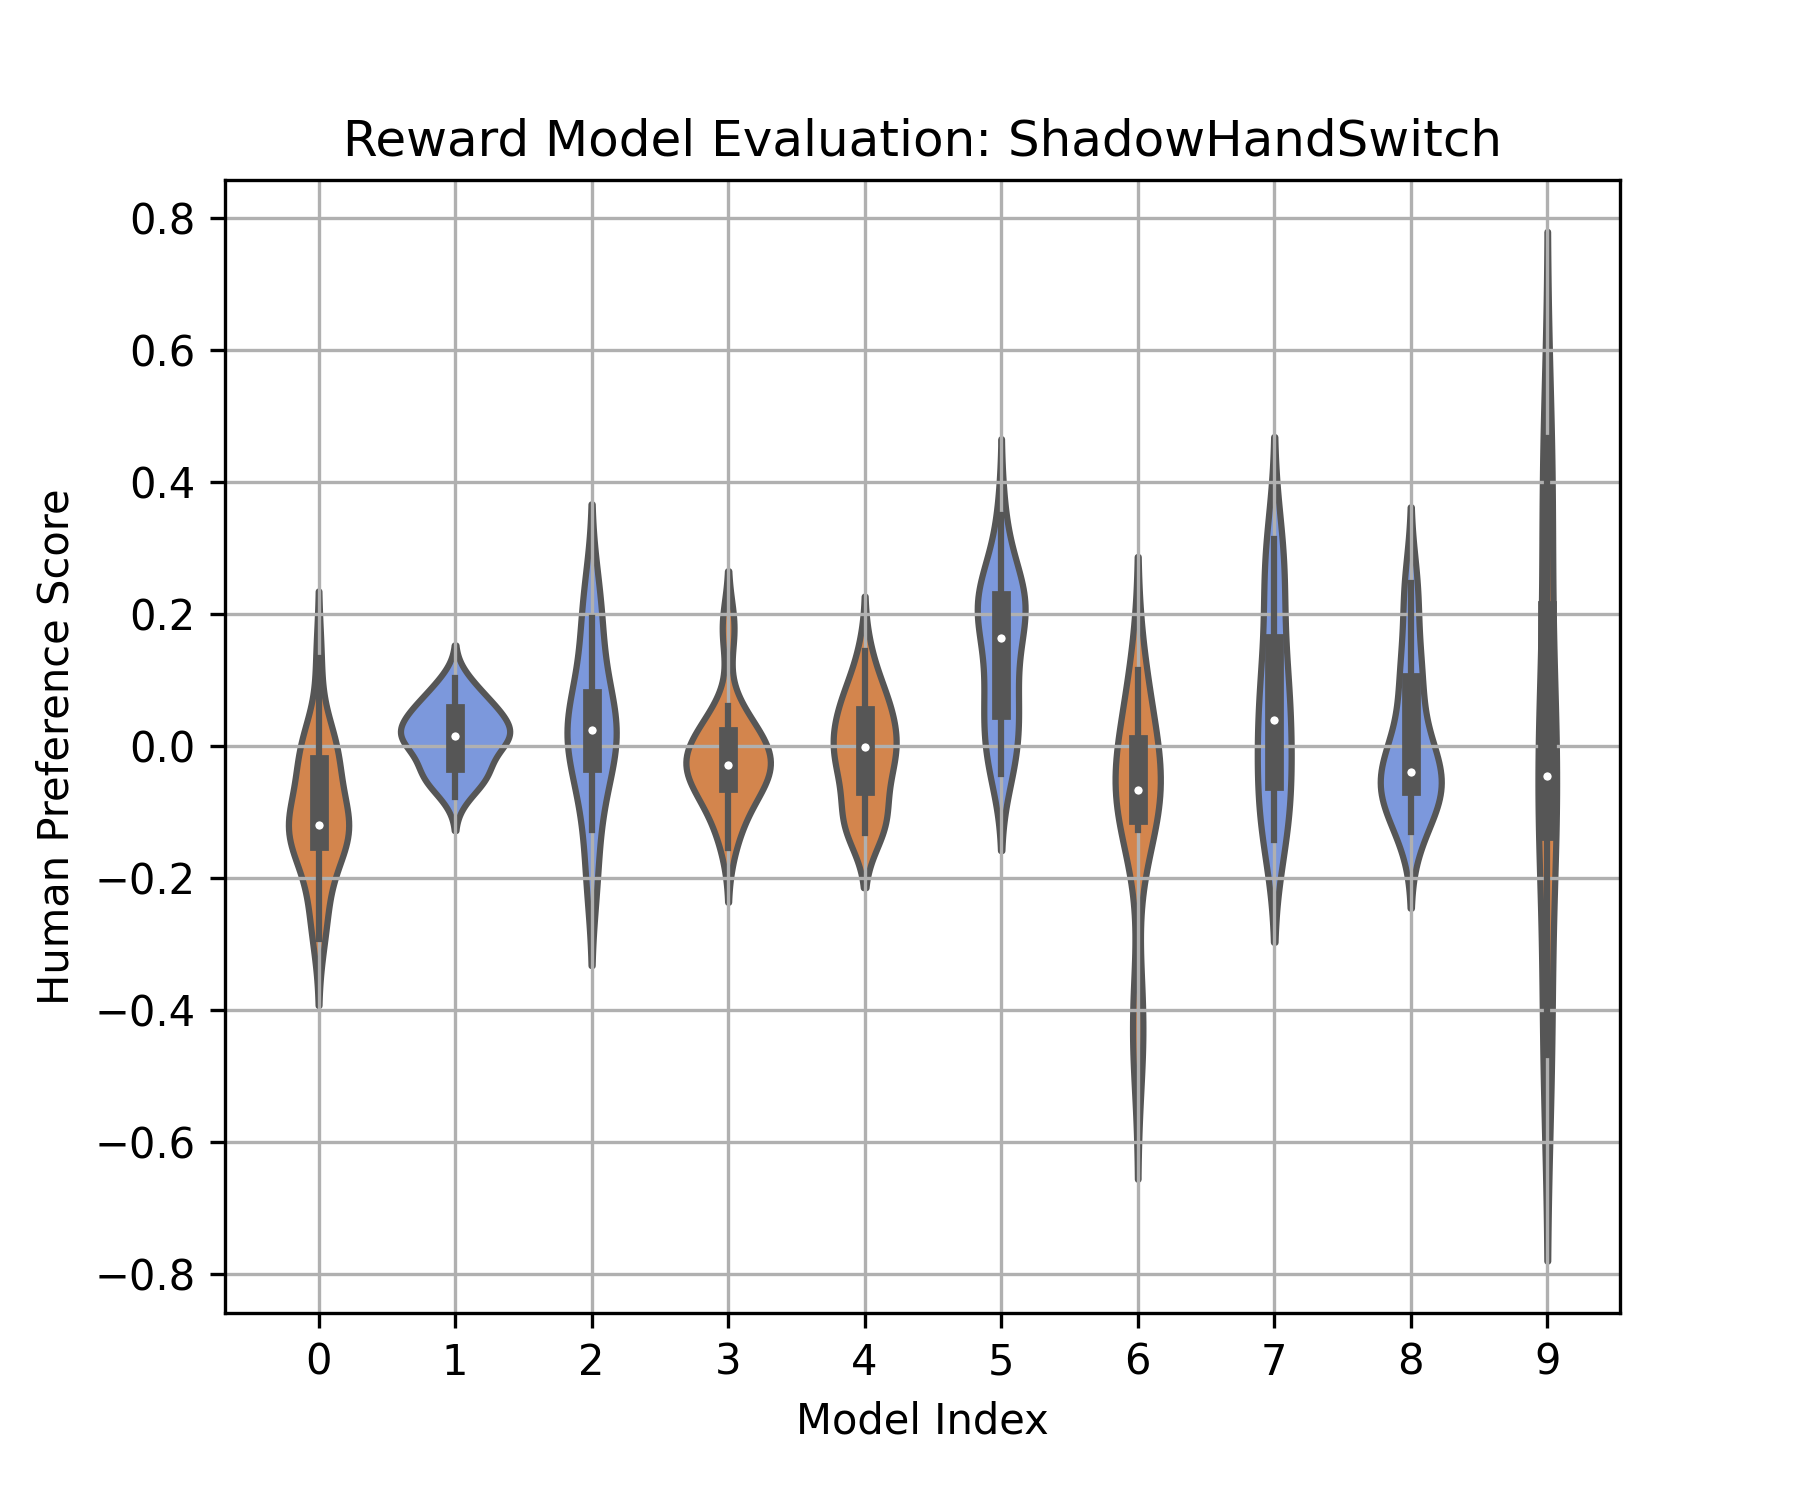 Reward Model Evaluation: ShadowHandSwitch
Human Preference Score
0.8
0.6
0.4
0.2
0.0
−0.2
−0.4
−0.6
−0.8
0 1 2 3 4 5 6 7 8 9
Model Index